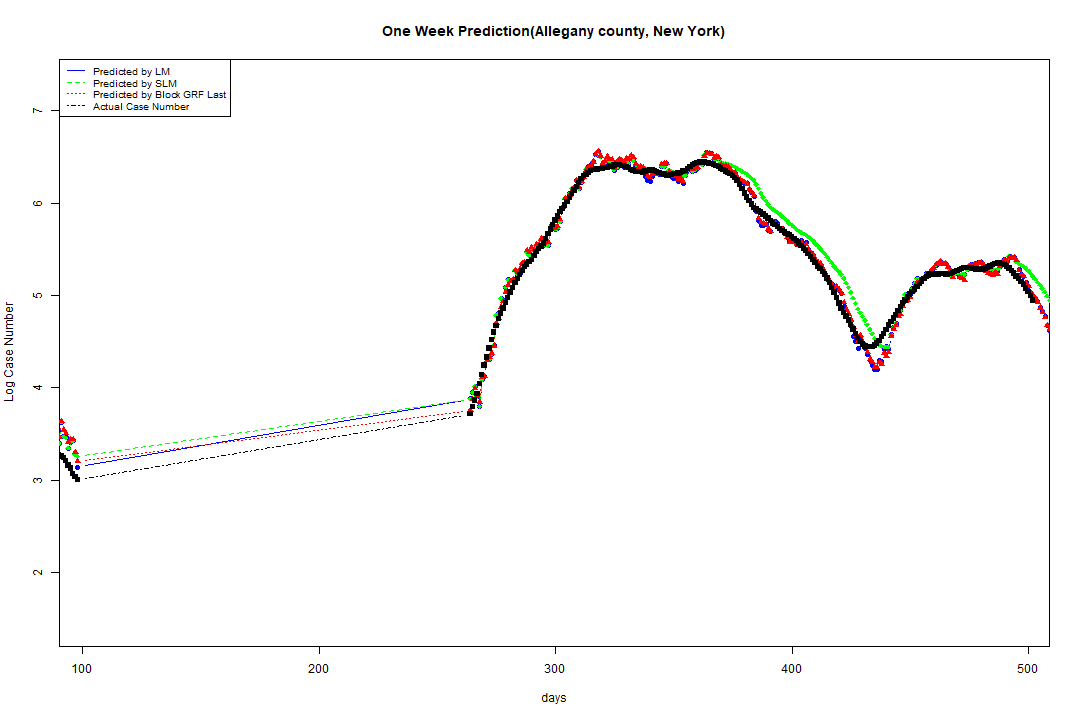 One Week Prediction(Allegany county, New York)
Predicted by LM
Predicted by SLM
Predicted by Block GRF Last
Actual Case Number
7
6
5
4
3
2
Log Case Number
100 200 300 400 500
days